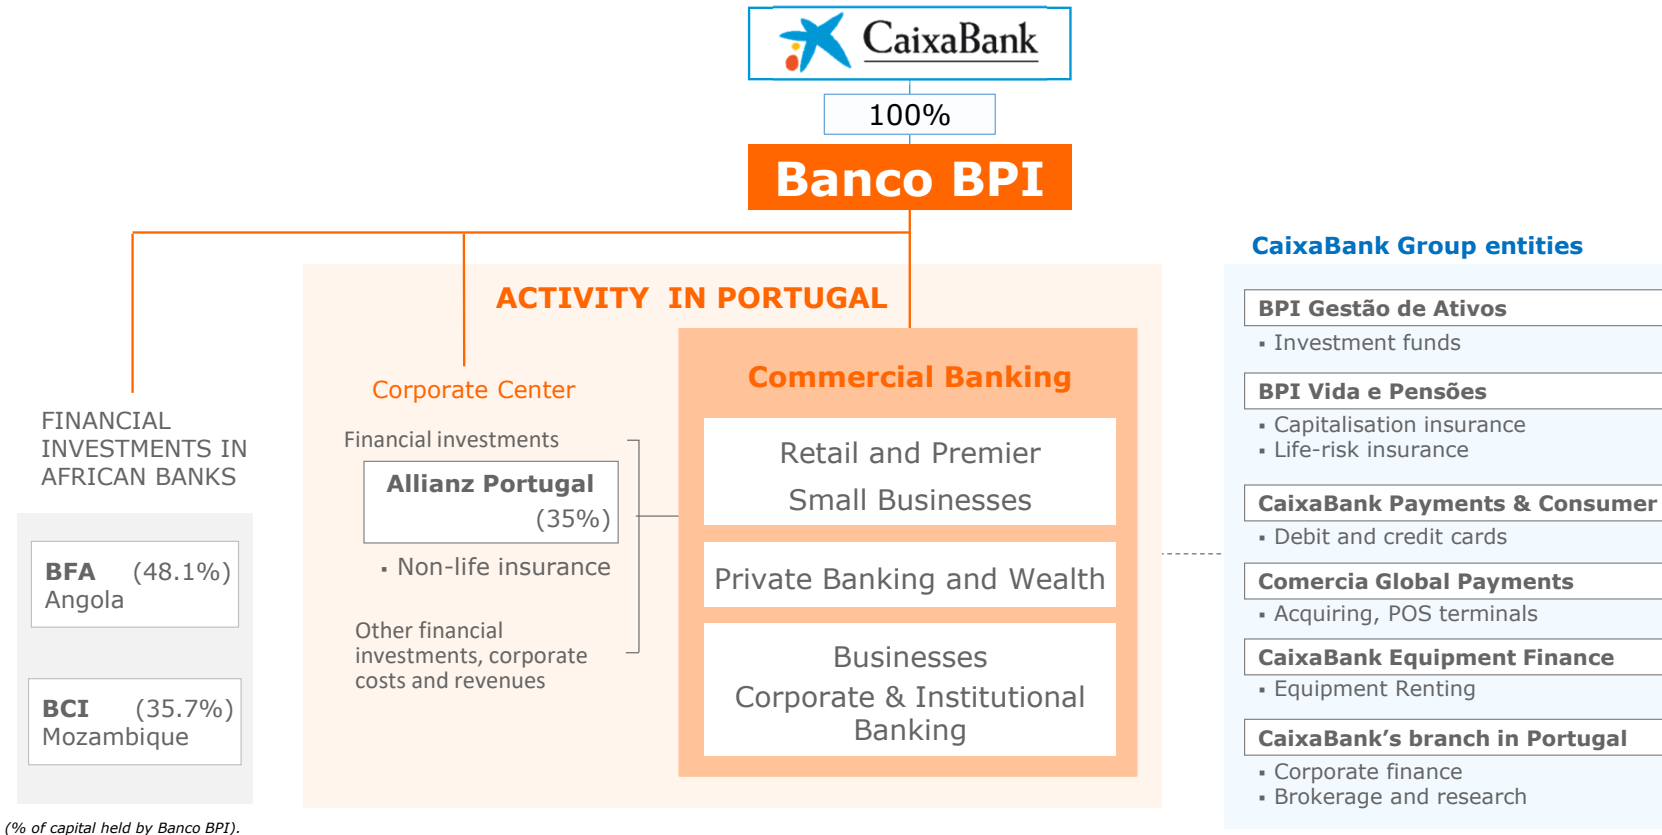 CaixaBank
100%
Banco BPI
FINANCIAL
INVESTMENTS IN
AFRICAN BANKS
BFA (48.1%)
Angola
BCI (35.7%)
Mozambique
(% of capital held by Banco BPI).
ACTIVITY IN PORTUGAL
Corporate Center
Financial investments
Allianz Portugal
(35%)
▪ Non-life insurance
Other financial
investments, corporate
costs and revenues
Commercial Banking
Retail and Premier
Small Businesses
Private Banking and Wealth
Businesses
Corporate & Institutional
Banking
CaixaBank Group entities
BPI Gestão de Ativos
▪ Investment funds
BPI Vida e Pensões
▪ Capitalisation insurance
▪ Life-risk insurance
CaixaBank Payments & Consumer
▪ Debit and credit cards
Comercia Global Payments
▪ Acquiring, POS terminals
CaixaBank Equipment Finance
▪ Equipment Renting
CaixaBank’s branch in Portugal
▪ Corporate finance
▪ Brokerage and research